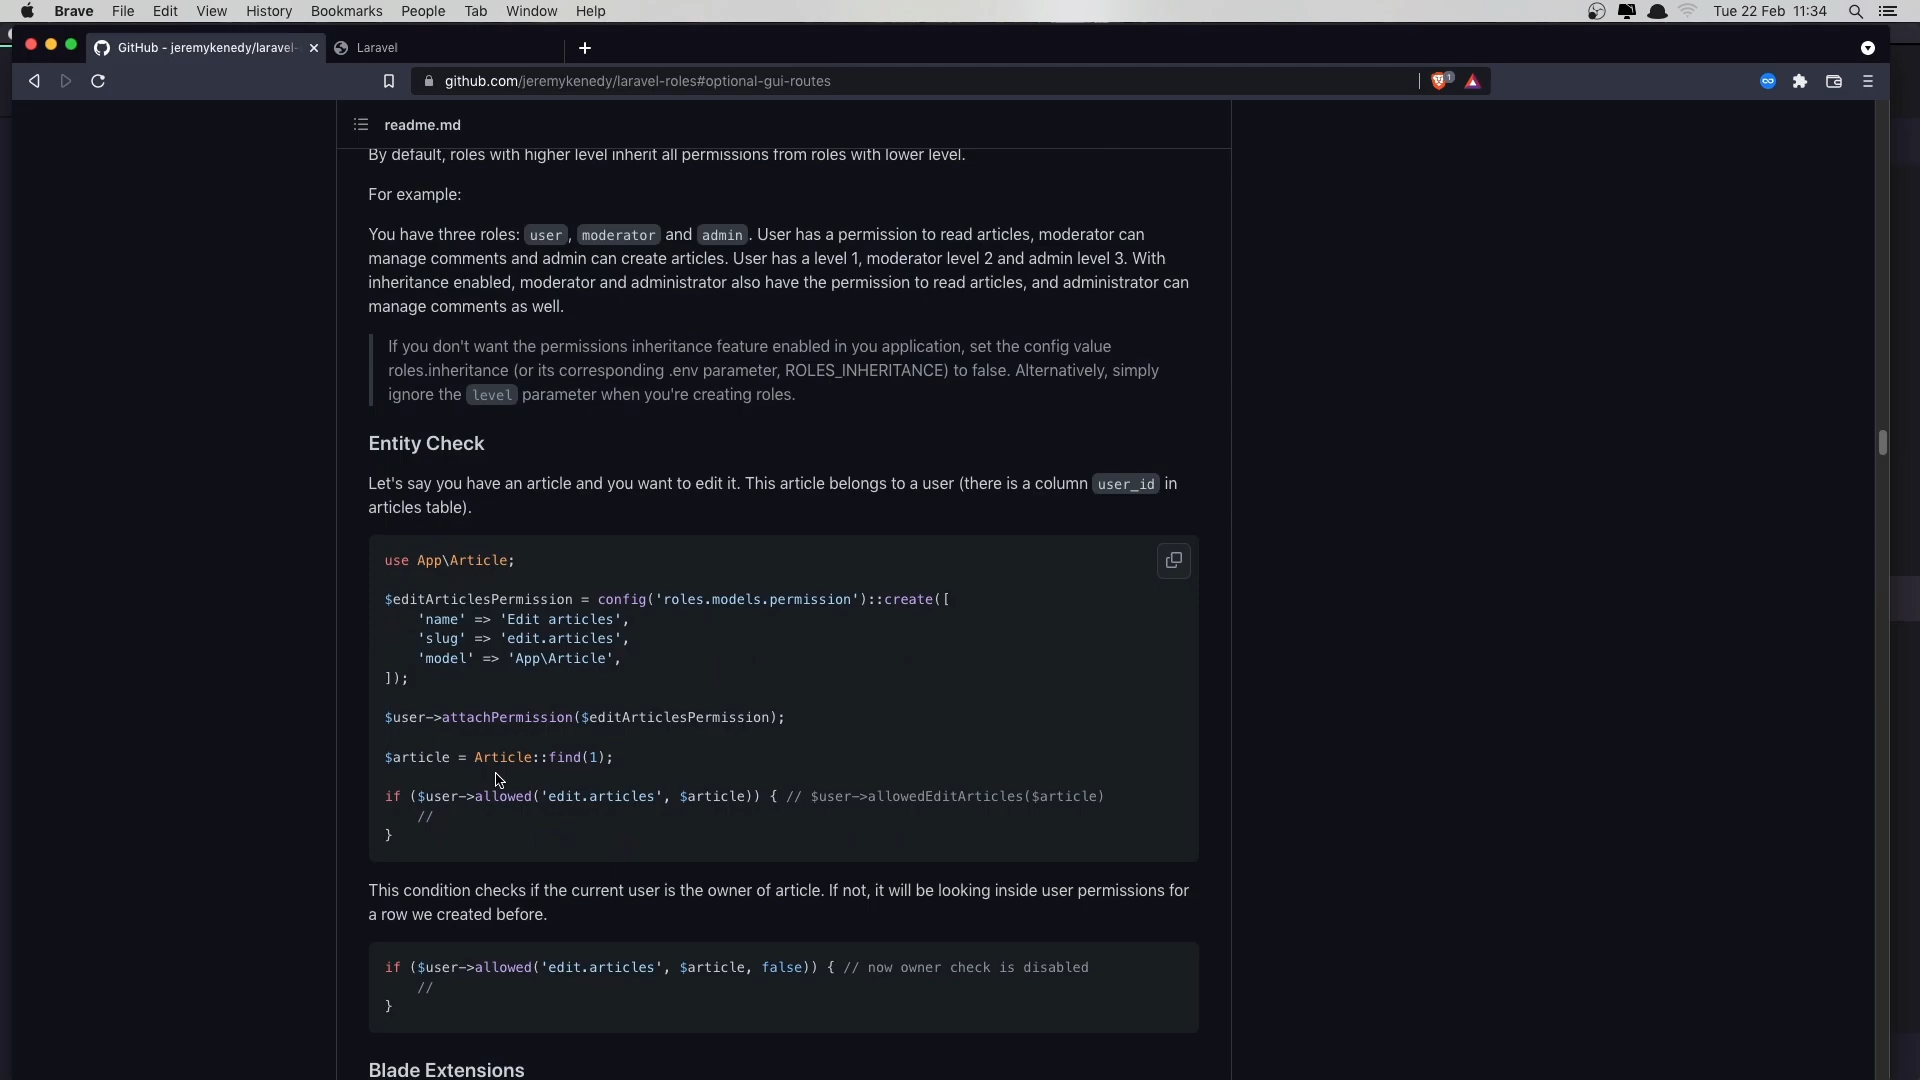 Brave File Edit View History Bookmarks People Tab Window Help Tue 22 Feb 11:34
GitHub - jeremykenedy/laravel- Laravel
github.com/jeremykenedy/laravel-roles#optional-gui-routes 1
readme.md
By default, roles with higher level inherit all permissions from roles with lower level.
For example:
You have three roles: user, moderator and admin. User has a permission to read articles, moderator can
manage comments and admin can create articles. User has a level 1, moderator level 2 and admin level 3. With
inheritance enabled, moderator and administrator also have the permission to read articles, and administrator can
manage comments as well.
If you don't want the permissions inheritance feature enabled in you application, set the config value
roles.inheritance (or its corresponding .env parameter, ROLES_INHERITANCE) to false. Alternatively, simply
ignore the level parameter when you're creating roles.
Entity Check
Let's say you have an article and you want to edit it. This article belongs to a user (there is a column user_id in
articles table).
use App\Article;
$editArticlesPermission = config('roles.models.permission')::create([
'name' => 'Edit articles',
'slug' => 'edit.articles',
'model' => 'App\Article',
]);
$user->attachPermission($editArticlesPermission);
$article = Article::find(1);
if ($user->allowed('edit.articles', $article)) { // $user->allowedEditArticles($article)
//
}
This condition checks if the current user is the owner of article. If not, it will be looking inside user permissions for
a row we created before.
if ($user->allowed('edit.articles', $article, false)) { // now owner check is disabled
//
}
Blade Extensions